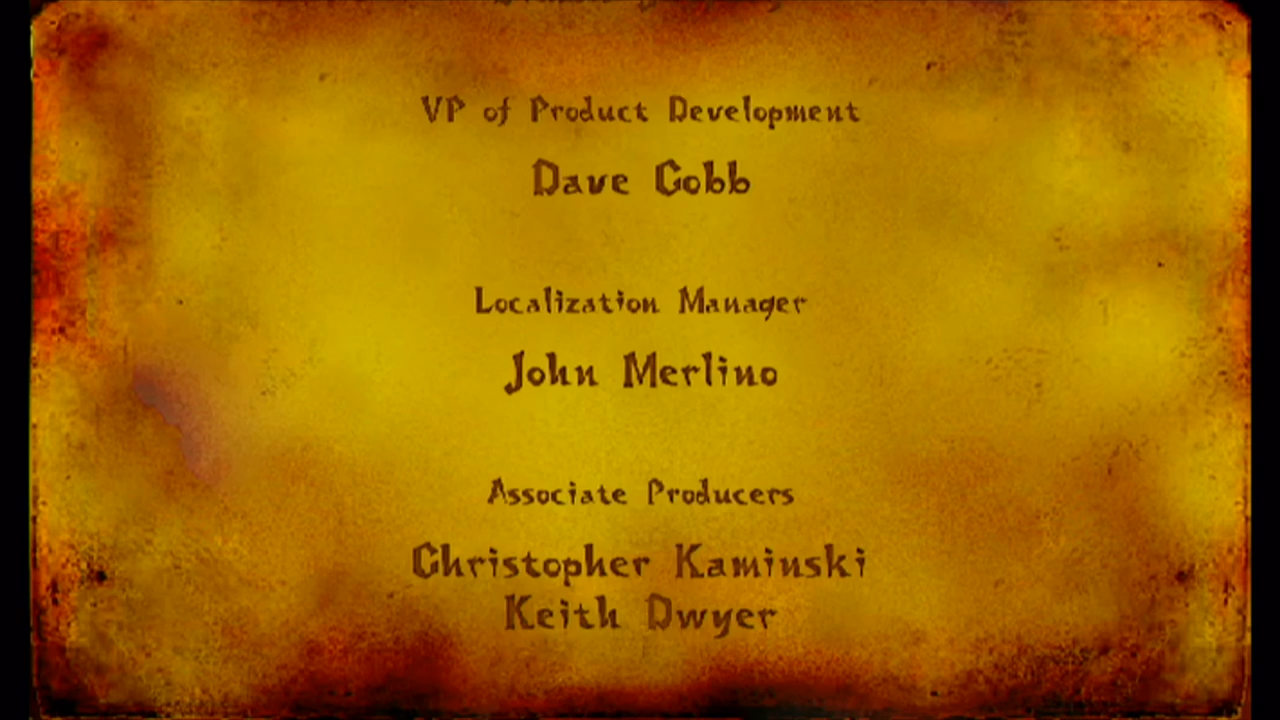 VP of Product Development
Dave Cobb
Localization Manager
John Merlino
Associate Producers
Christopher Kaminski
Keith Dwyer